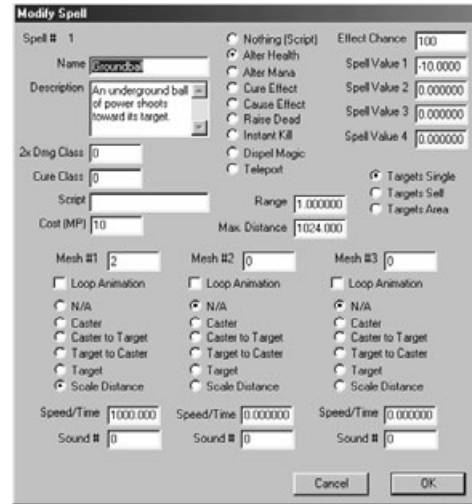 Modify Spell
Spell # 1
Name Groundbal
Description An underground ball
of power shoots
toward its target.
2x Dmg Class 0
Cure Class 0
Script
Cost (MP) 10
Nothing (Script)
Alter Health
Alter Mana
Cure Effect
Cause Effect
Raise Dead
Instant Kill
Dispel Magic
Teleport
Effect Chance 100
Spell Value 1 -10.0000
Spell Value 2 0.000000
Spell Value 3 0.000000
Spell Value 4 0.000000
Targets Single
Targets Self
Targets Area
Range 1.000000
Max. Distance 1024.000
Mesh #1 2
Loop Animation
N/A
Caster
Caster to Target
Target to Caster
Target
Scale Distance
Speed/Time 1000.000
Sound # 0
Mesh #2 0
Loop Animation
N/A
Caster
Caster to Target
Target to Caster
Target
Scale Distance
Speed/Time 0.000000
Sound # 0
Mesh #3 0
Loop Animation
N/A
Caster
Caster to Target
Target to Caster
Target
Scale Distance
Speed/Time 0.000000
Sound # 0
Cancel
OK